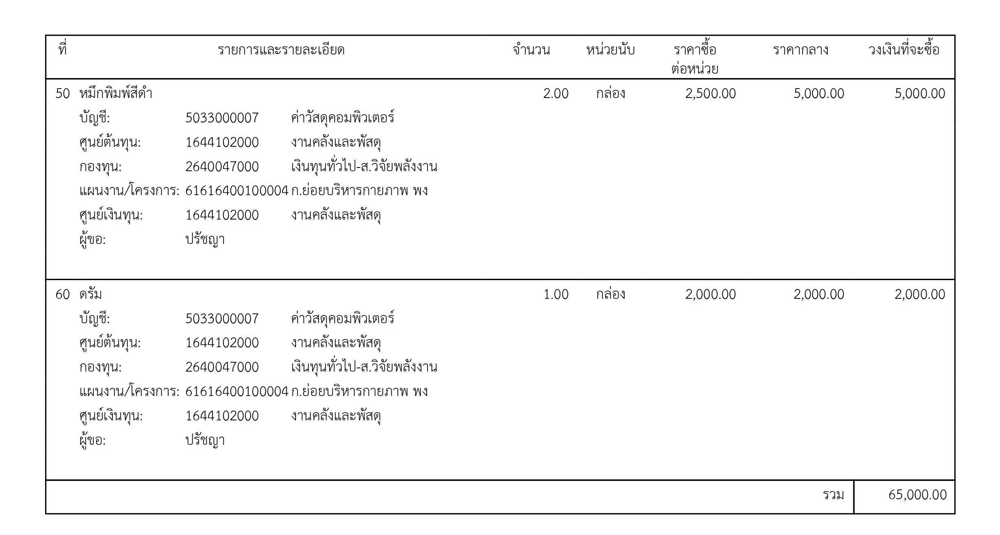 ที่ รายการและรายละเอียด จำนวน หน่วยนับ ราคาซื้อ ราคากลาง วงเงินที่จะซื้อ
ต่อหน่วย
50 หมึกพิมพ์สีดำ 2.00 กล่อง 2,500.00 5,000.00 5,000.00
บัญชี: 5033000007 ค่าวัสดุคอมพิวเตอร์
ศูนย์ต้นทุน: 1644102000 งานคลังและพัสดุ
กองทุน: 2640047000 เงินทุนทั่วไป-ส.วิจัยพลังงาน
แผนงาน/โครงการ: 61616400100004 ก.ย่อยบริหารกายภาพ พง
ศูนย์เงินทุน: 1644102000 งานคลังและพัสดุ
ผู้ขอ: ปรัชญา
60 ดรัม 1.00 กล่อง 2,000.00 2,000.00 2,000.00
บัญชี: 5033000007 ค่าวัสดุคอมพิวเตอร์
ศูนย์ต้นทุน: 1644102000 งานคลังและพัสดุ
กองทุน: 2640047000 เงินทุนทั่วไป-ส.วิจัยพลังงาน
แผนงาน/โครงการ: 61616400100004 ก.ย่อยบริหารกายภาพ พง
ศูนย์เงินทุน: 1644102000 งานคลังและพัสดุ
ผู้ขอ: ปรัชญา
รวม 65,000.00